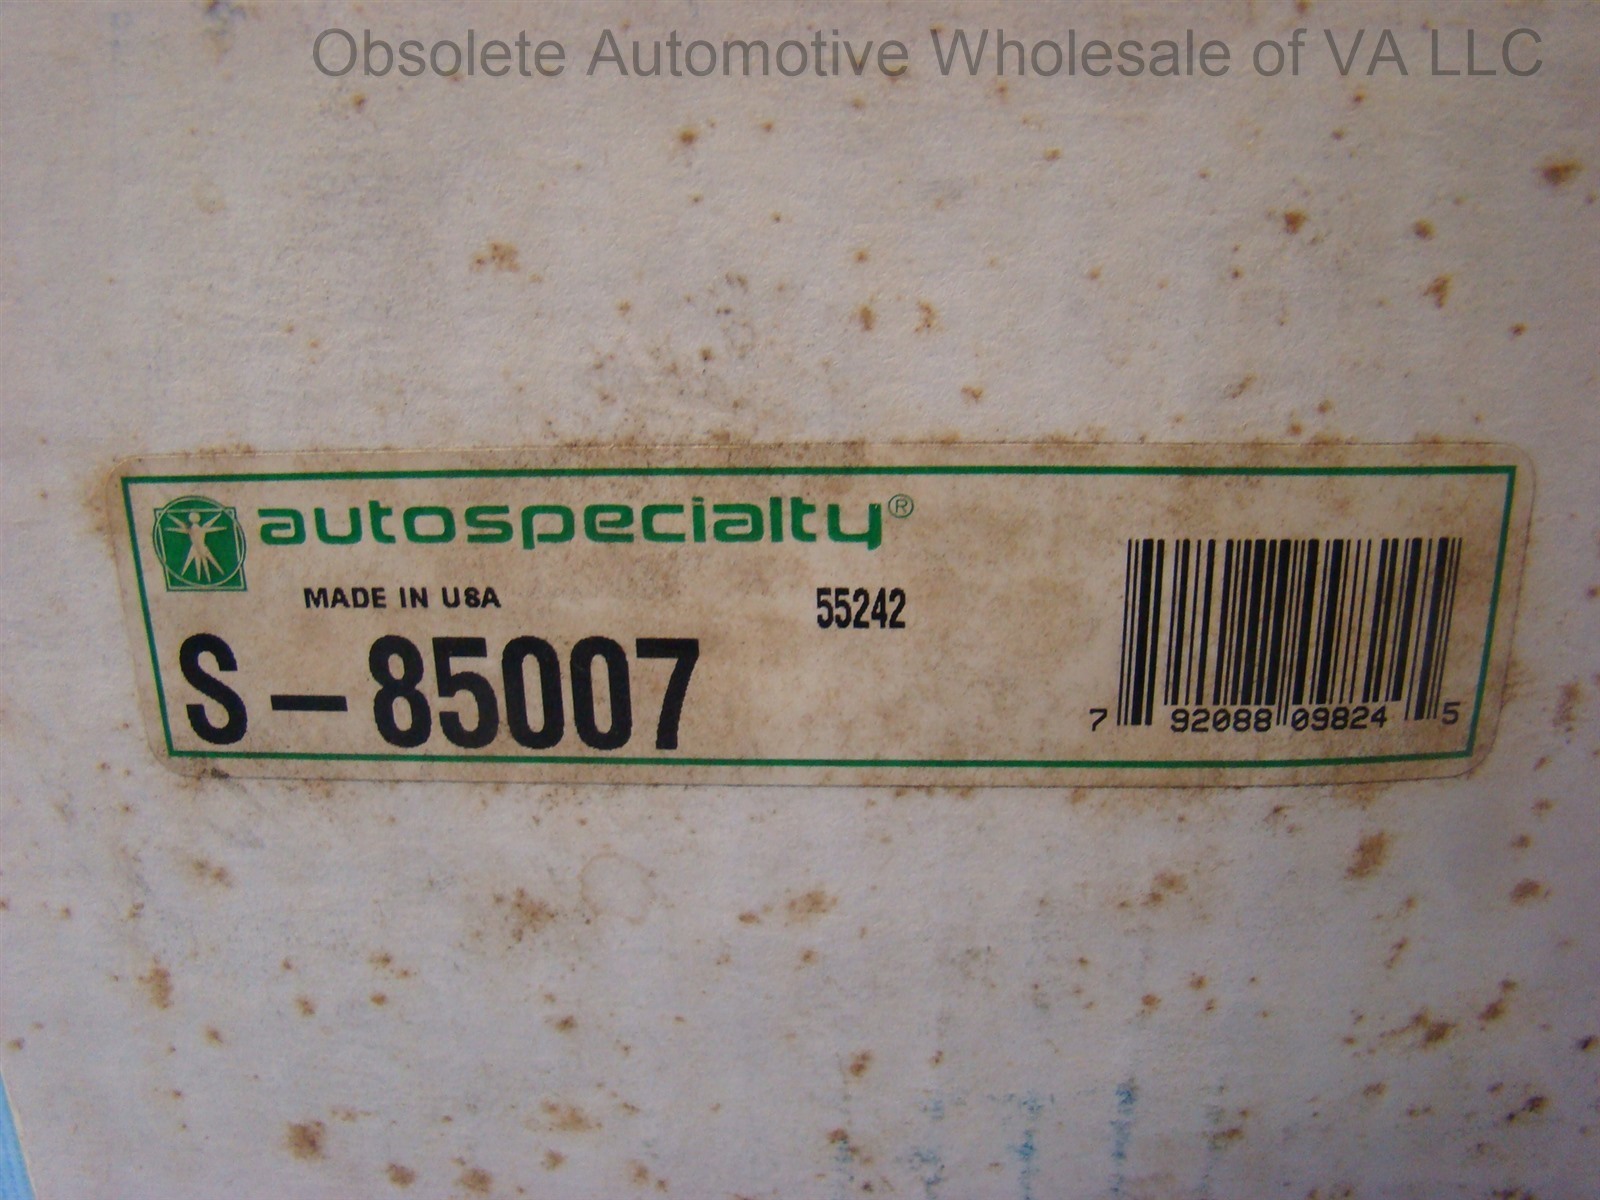 Obsolete Automotive Wholesale of VA LLC
autospecialty®
MADE IN USA
55242
S-85007
7 92088 09824 5